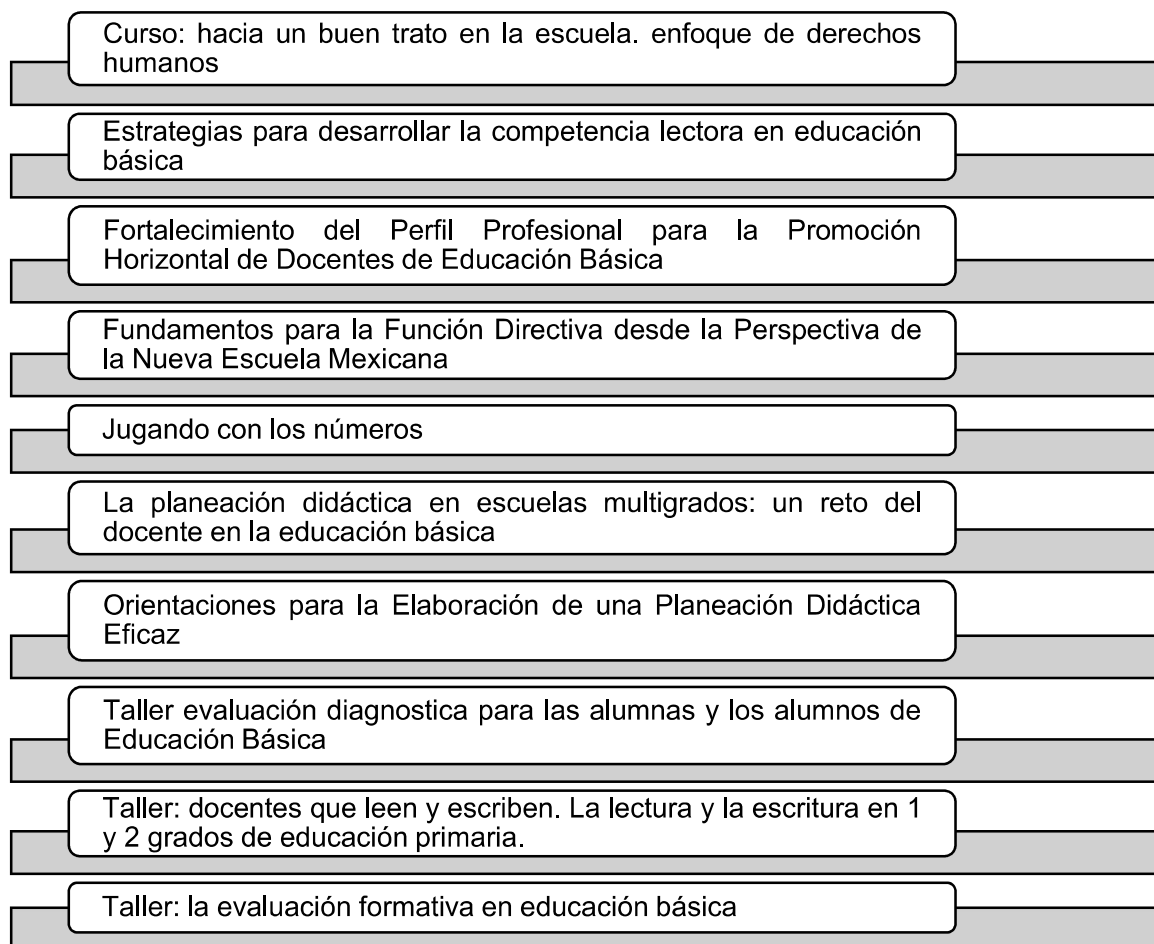 Curso: hacia un buen trato en la escuela. enfoque de derechos
humanos
Estrategias para desarrollar la competencia lectora en educación
básica
Fortalecimiento del Perfil Profesional para la Promoción
Horizontal de Docentes de Educación Básica
Fundamentos para la Función Directiva desde la Perspectiva de
la Nueva Escuela Mexicana
Jugando con los números
La planeación didáctica en escuelas multigrados: un reto del
docente en la educación básica
Orientaciones para la Elaboración de una Planeación Didáctica
Eficaz
Taller evaluación diagnostica para las alumnas y los alumnos de
Educación Básica
Taller: docentes que leen y escriben. La lectura y la escritura en 1
y 2 grados de educación primaria.
Taller: la evaluación formativa en educación básica